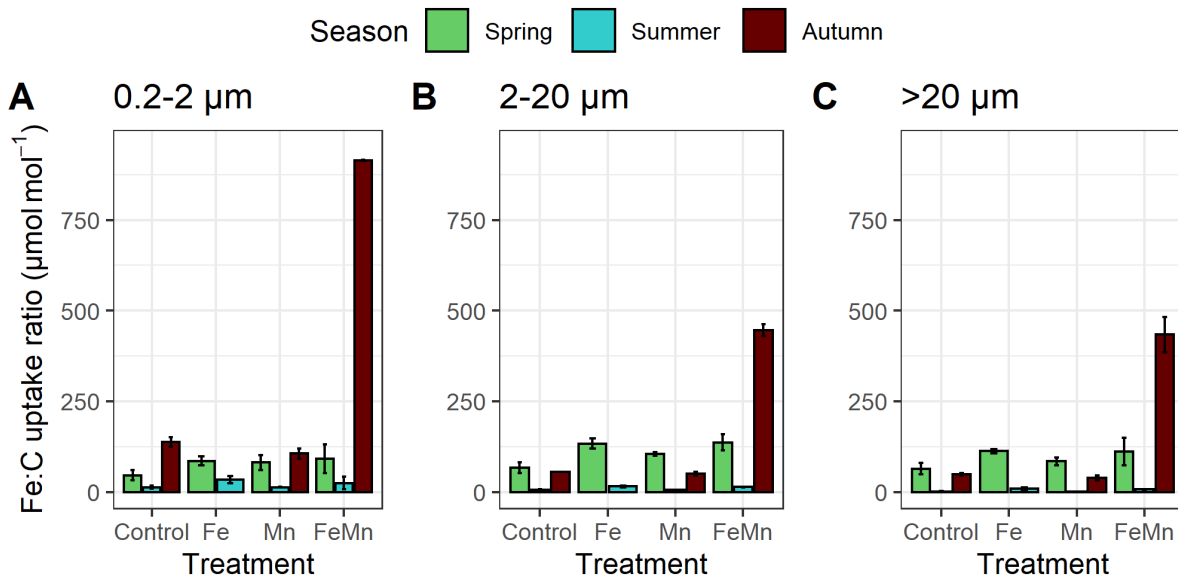 Season Spring Summer Autumn
A 0.2-2 µm
B 2-20 µm
C >20 µm
Fe:C uptake ratio (µmol mol⁻¹)
750
500
250
0
Control Fe Mn FeMn
Treatment
750
500
250
0
Control Fe Mn FeMn
Treatment
750
500
250
0
Control Fe Mn FeMn
Treatment